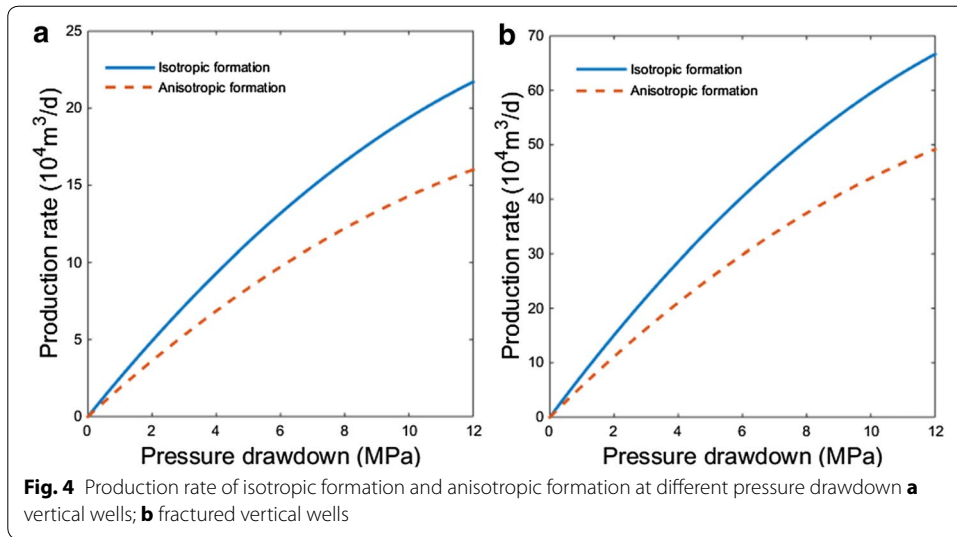 a
25
20
15
10
5
0
0 2 4 6 8 10 12
Production rate (10⁴m³/d)
Pressure drawdown (MPa)
Isotropic formation
Anisotropic formation
b
70
60
50
40
30
20
10
0
0 2 4 6 8 10 12
Production rate (10⁴m³/d)
Pressure drawdown (MPa)
Isotropic formation
Anisotropic formation
Fig. 4 Production rate of isotropic formation and anisotropic formation at different pressure drawdown a
vertical wells; b fractured vertical wells